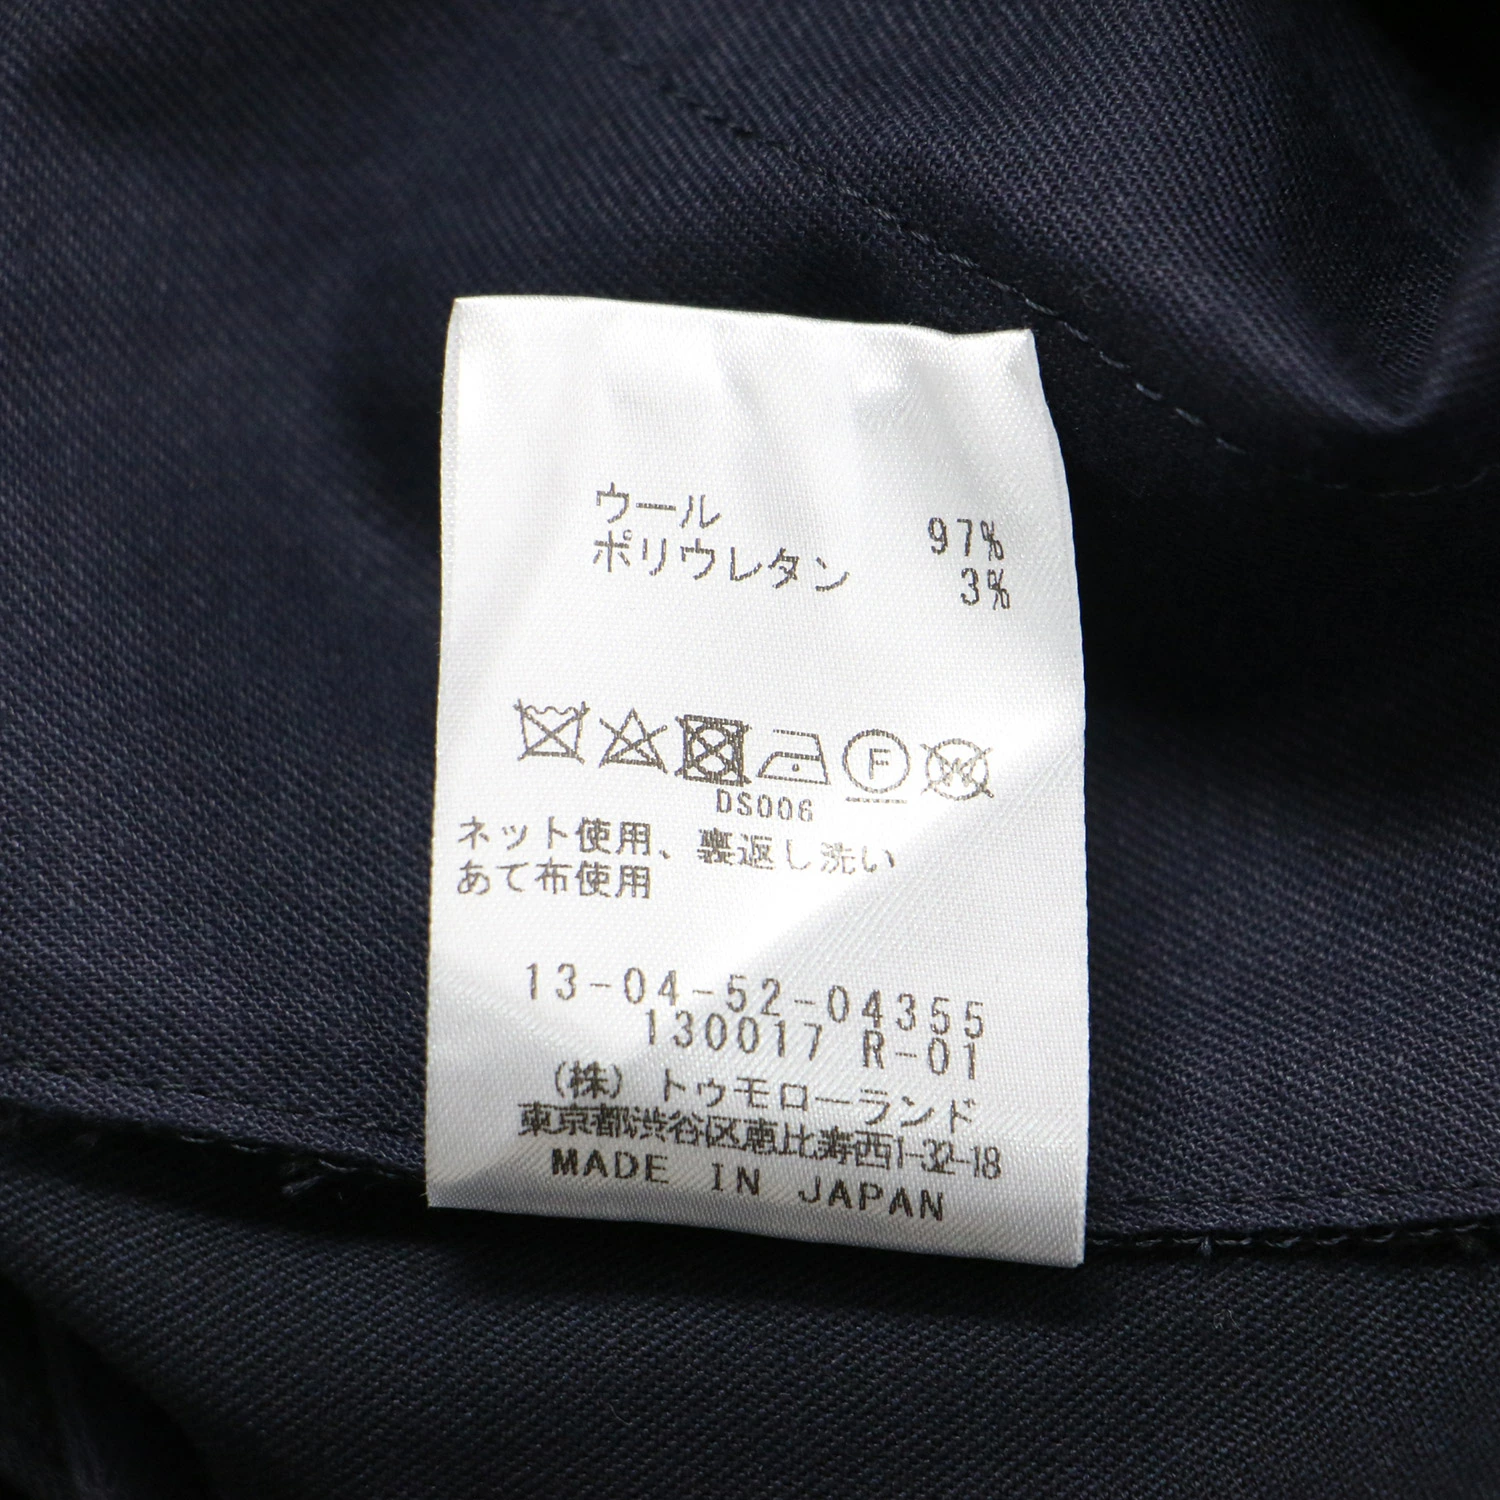 ウール 97%
ポリウレタン 3%
F W
DS006
ネット使用、裏返し洗い
あて布使用
13-04-52-04355
130017 R-01
(株) トゥモローランド
東京都渋谷区恵比寿西1-32-18
MADE IN JAPAN